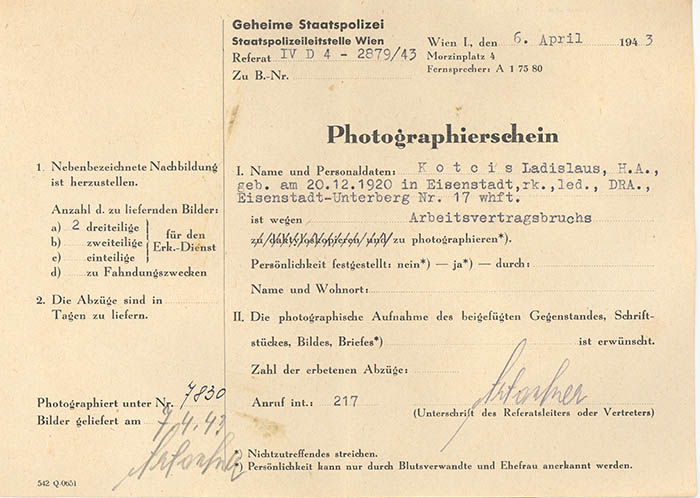 Geheime Staatspolizei
Staatspolizeileitstelle Wien
Referat IV D 4 - 2879/43
Zu B.-Nr.
Wien I., den 6. April 1943
Morzinplatz 4
Fernsprecher: A 1 75 80
Photographierschein
1. Nebenbezeichnete Nachbildung
ist herzustellen.
Anzahl d. zu liefernden Bilder:
a) 2 dreiteilige
b) zweiteilige
c) einteilige
für den
Erk.-Dienst
d) zu Fahndungszwecken
2. Die Abzüge sind in
Tagen zu liefern.
Photographiert unter Nr. 7830
Bilder geliefert am 7.4.43
542 Q.0651
I. Name und Personaldaten: Kotcis Ladislaus, H.A.,
geb. am 20.12.1920 in Eisenstadt,rk.,led., DRA.,
Eisenstadt-Unterberg Nr. 17 whft.
ist wegen Arbeitsvertragsbruchs
zu daktyloskopieren und zu photographieren*).
Persönlichkeit festgestellt: nein*) — ja*) — durch:
Name und Wohnort:
II. Die photographische Aufnahme des beigefügten Gegenstandes, Schrift-
stückes, Bildes, Briefes*) ist erwünscht.
Zahl der erbetenen Abzüge:
Anruf int.: 217
(Unterschrift des Referatsleiters oder Vertreters)
Nichtzutreffendes streichen.
*) Persönlichkeit kann nur durch Blutsverwandte und Ehefrau anerkannt werden.